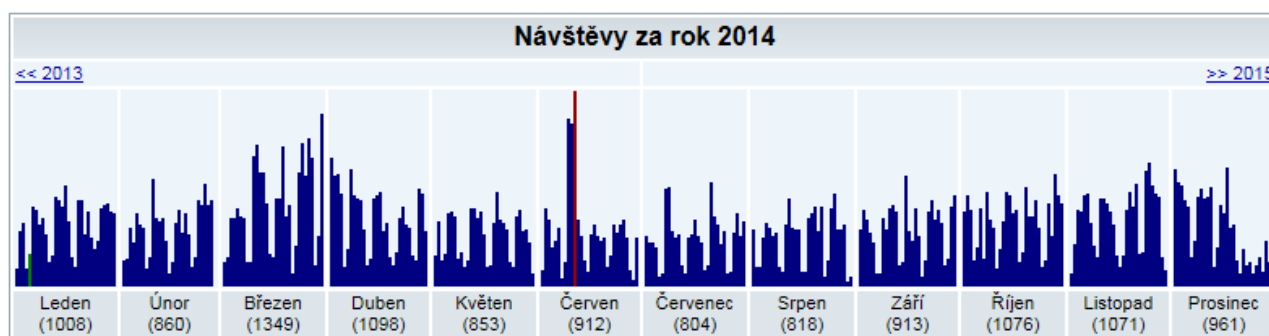 Návštěvy za rok 2014
<< 2013
>> 2015
Leden
(1008)
Únor
(860)
Březen
(1349)
Duben
(1098)
Květen
(853)
Červen
(912)
Červenec
(804)
Srpen
(818)
Září
(913)
Říjen
(1076)
Listopad
(1071)
Prosinec
(961)